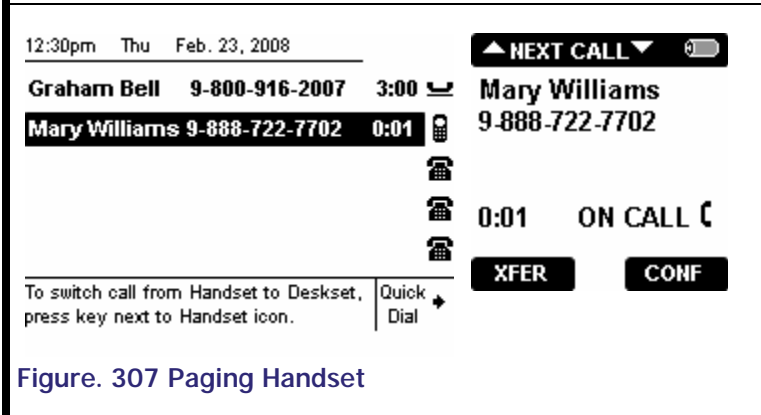 12:30pm Thu Feb. 23, 2008
Graham Bell 9-800-916-2007 3:00
Mary Williams 9-888-722-7702 0:01
To switch call from Handset to Deskset,
press key next to Handset icon.
Quick
Dial
NEXT CALL
Mary Williams
9-888-722-7702
0:01 ON CALL
XFER CONF
Figure. 307 Paging Handset